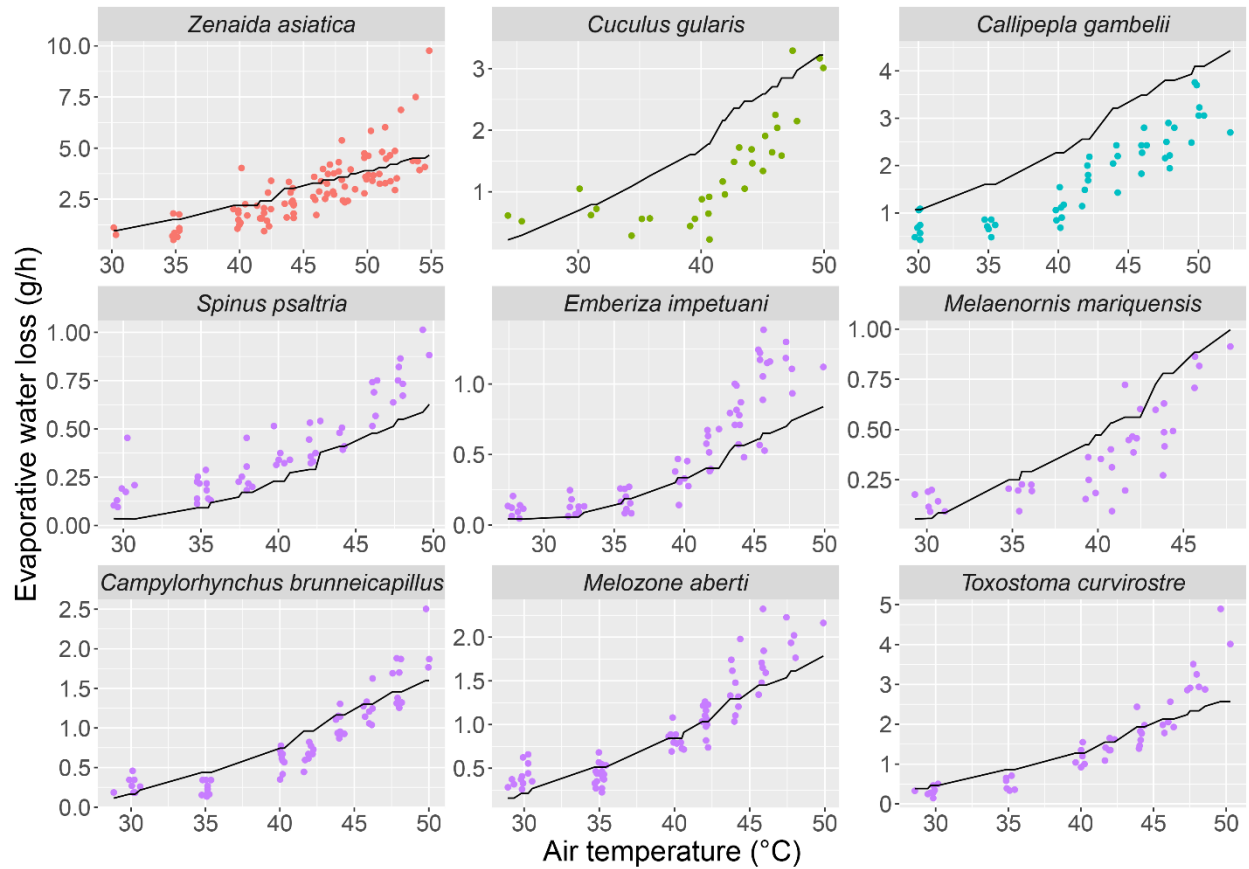 Zenaida asiatica
Cuculus gularis
Callipepla gambelii
10.0
7.5
5.0
2.5
30 35 40 45 50 55
3
2
1
30 40 50
4
3
2
1
30 35 40 45 50
Spinus psaltria
Emberiza impetuani
Melaenornis mariquensis
1.00
0.75
0.50
0.25
0.00
30 35 40 45 50
1.0
0.5
0.0
30 35 40 45 50
1.00
0.75
0.50
0.25
30 35 40 45
Campylorhynchus brunneicapillus
Melozone aberti
Toxostoma curvirostre
2.5
2.0
1.5
1.0
0.5
0.0
30 35 40 45 50
2.0
1.5
1.0
0.5
30 35 40 45 50
5
4
3
2
1
0
30 35 40 45 50
Evaporative water loss (g/h)
Air temperature (°C)